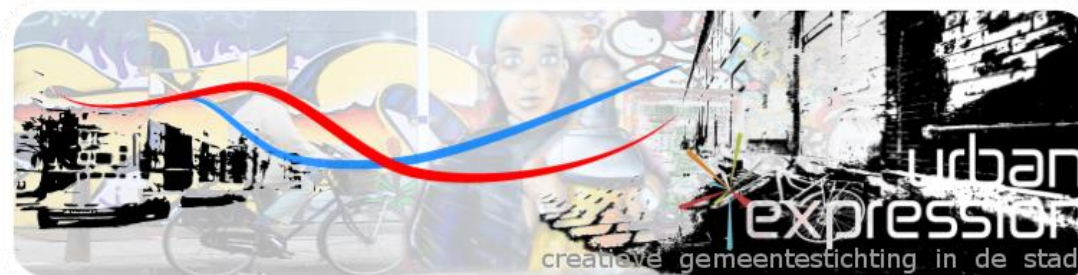 urban
expression
creatieve gemeentestichting in de stad